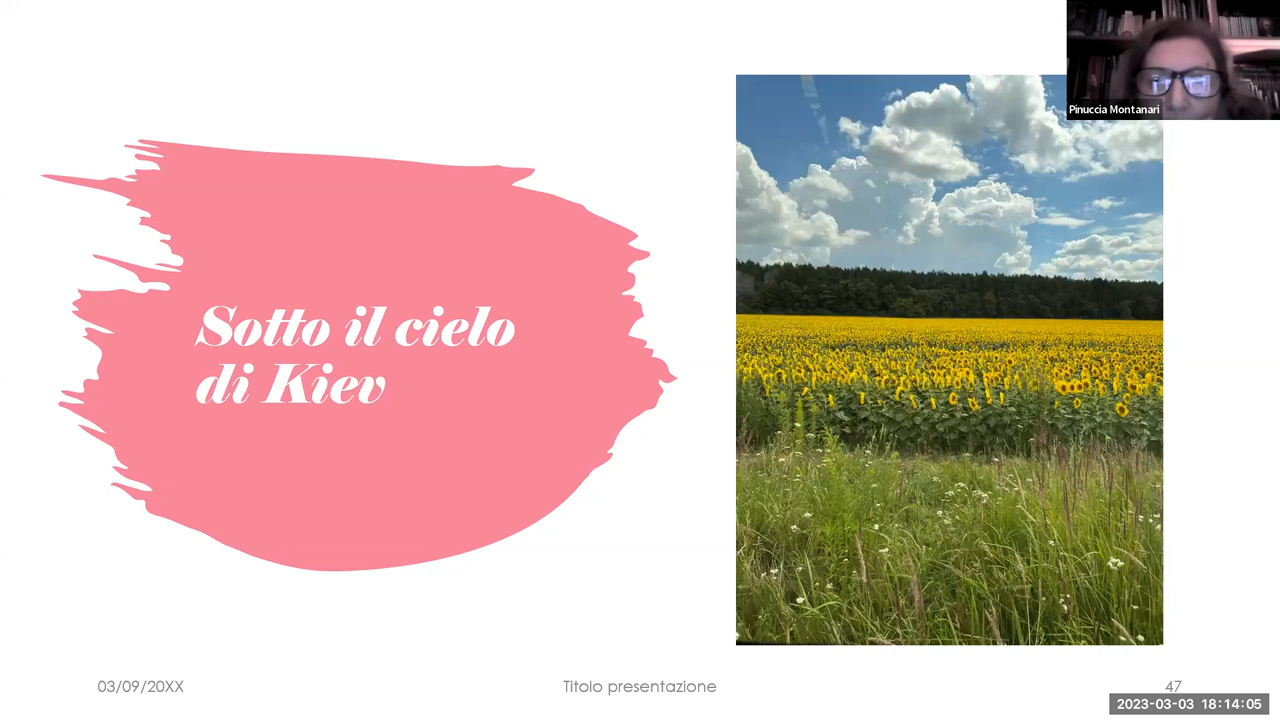 Pinuccia Montanari
Sotto il cielo
di Kiev
03/09/20XX
Titolo presentazione
47
2023-03-03 18:14:05